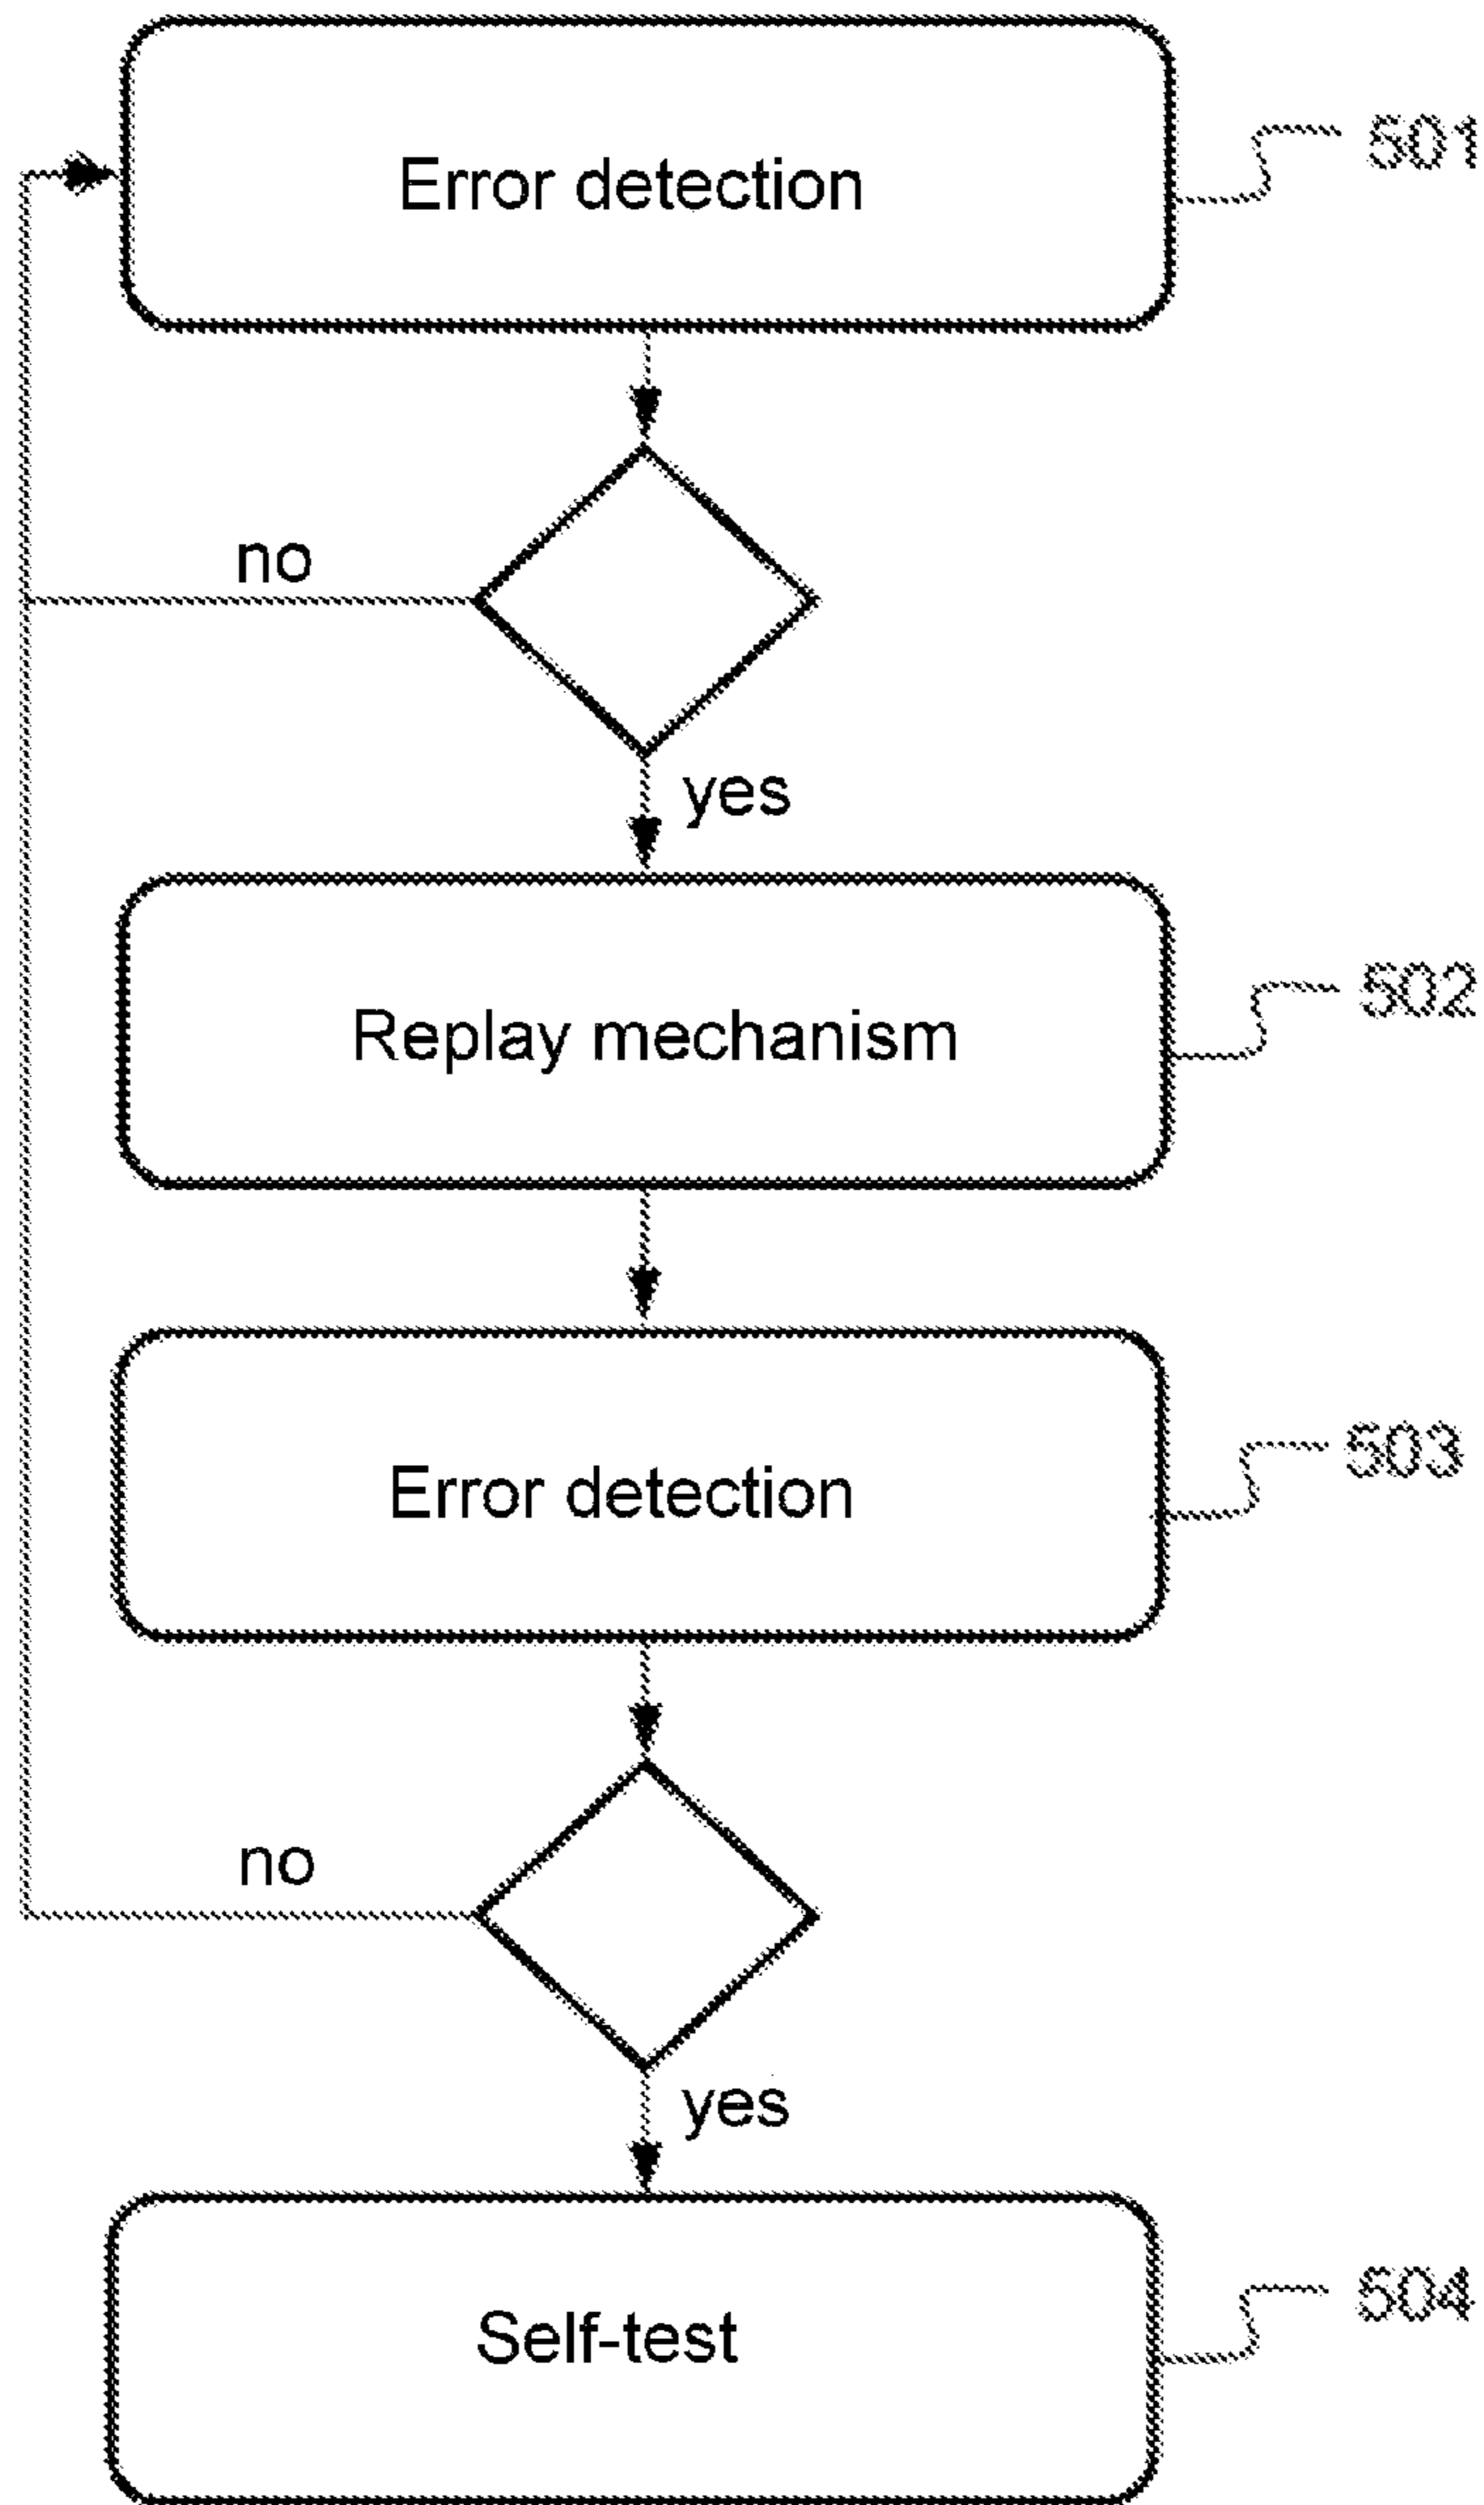 Error detection
501
no
yes
Replay mechanism
502
Error detection
503
no
yes
Self-test
504